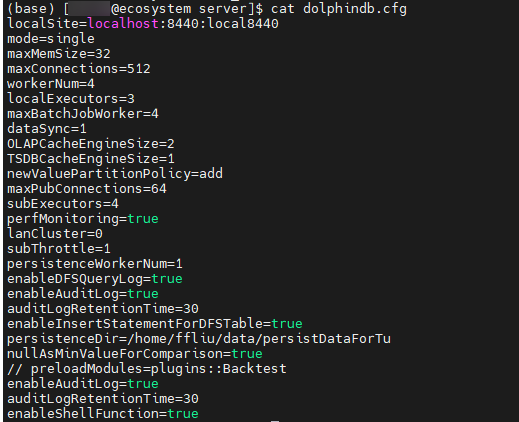 (base) [@ecosystem server]$ cat dolphindb.cfg
localSite=localhost:8440:local8440
mode=single
maxMemSize=32
maxConnections=512
workerNum=4
localExecutors=3
maxBatchJobWorker=4
dataSync=1
OLAPCacheEngineSize=2
TSDBCacheEngineSize=1
newValuePartitionPolicy=add
maxPubConnections=64
subExecutors=4
perfMonitoring=true
lanCluster=0
subThrottle=1
persistenceWorkerNum=1
enableDFSQueryLog=true
enableAuditLog=true
auditLogRetentionTime=30
enableInsertStatementForDFSTable=true
persistenceDir=/home/ffliu/data/persistDataForTu
nullAsMinValueForComparison=true
// preloadModules=plugins::Backtest
enableAuditLog=true
auditLogRetentionTime=30
enableShellFunction=true